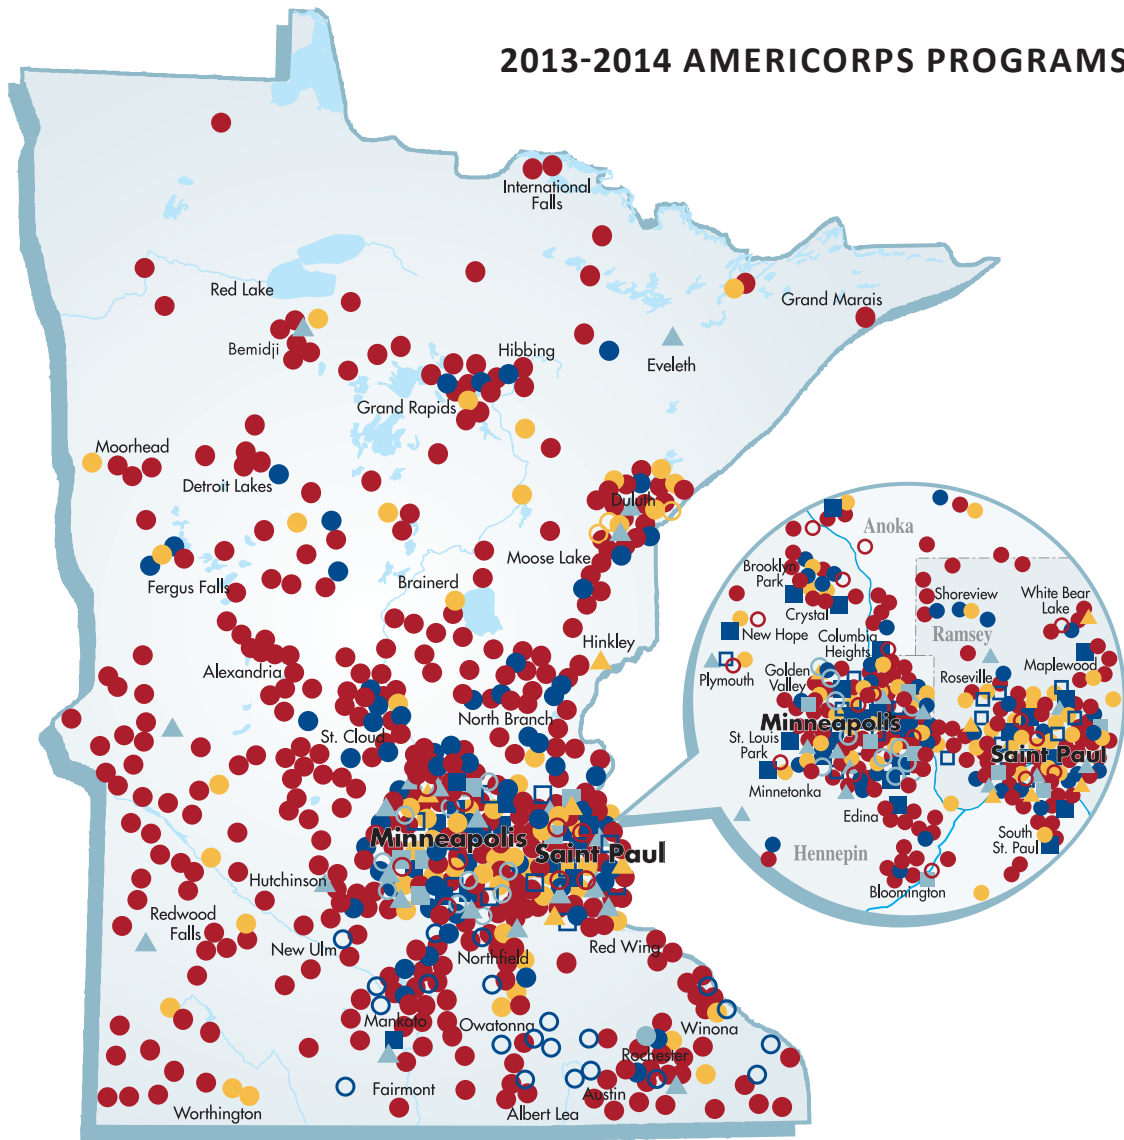 2013-2014 AMERICORPS PROGRAMS
International
Falls
Red Lake
Grand Marais
Bemidji
Hibbing
Eveleth
Grand Rapids
Moorhead
Detroit Lakes
Duluth
Moose Lake
Fergus Falls
Brainerd
Hinkley
Alexandria
North Branch
St. Cloud
Minneapolis
Saint Paul
Hutchinson
Redwood
Falls
New Ulm
Northfield
Red Wing
Mankato
Owatonna
Winona
Rochester
Fairmont
Austin
Albert Lea
Worthington
Anoka
Brooklyn
Park
Crystal
Shoreview
White Bear
Lake
New Hope
Columbia
Heights
Ramsey
Maplewood
Plymouth
Golden
Valley
Roseville
Minneapolis
St. Louis
Park
Saint Paul
Minnetonka
Edina
South
St. Paul
Hennepin
Bloomington